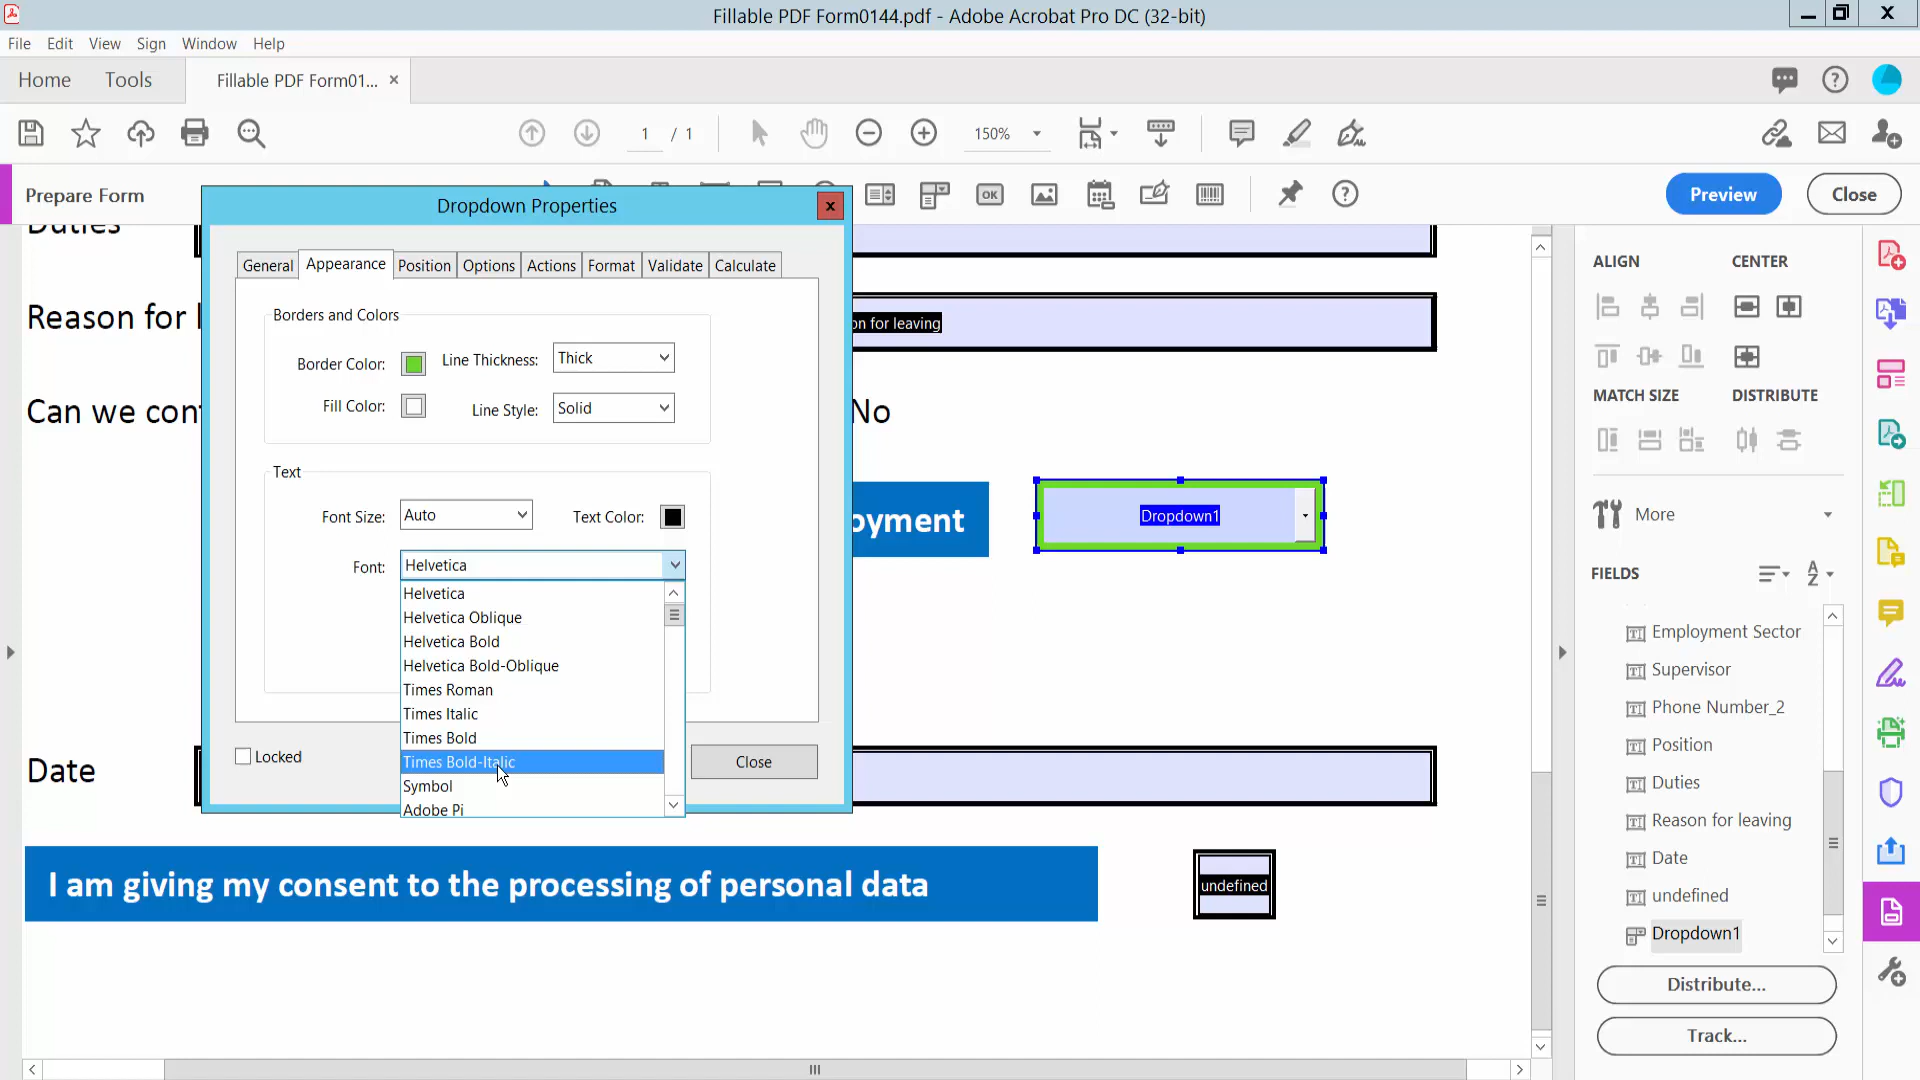 Fillable PDF Form0144.pdf - Adobe Acrobat Pro DC (32-bit)
File Edit View Sign Window Help
Home Tools Fillable PDF Form01... ×
1 / 1 150%
Prepare Form
OK
Preview Close
Dropdown Properties
General Appearance Position Options Actions Format Validate Calculate
Borders and Colors
Border Color: Line Thickness: Thick
Fill Color: Line Style: Solid
Text
Font Size: Auto Text Color:
Font: Helvetica
Helvetica
Helvetica Oblique
Helvetica Bold
Helvetica Bold-Oblique
Times Roman
Times Italic
Times Bold
Times Bold-Italic
Symbol
Adobe Pi
Locked
Close
Duties
Reason for l
on for leaving
Can we con
No
oyment
Dropdown1
Date
I am giving my consent to the processing of personal data
undefined
ALIGN CENTER
MATCH SIZE DISTRIBUTE
More
FIELDS
Employment Sector
Supervisor
Phone Number_2
Position
Duties
Reason for leaving
Date
undefined
Dropdown1
Distribute...
Track...